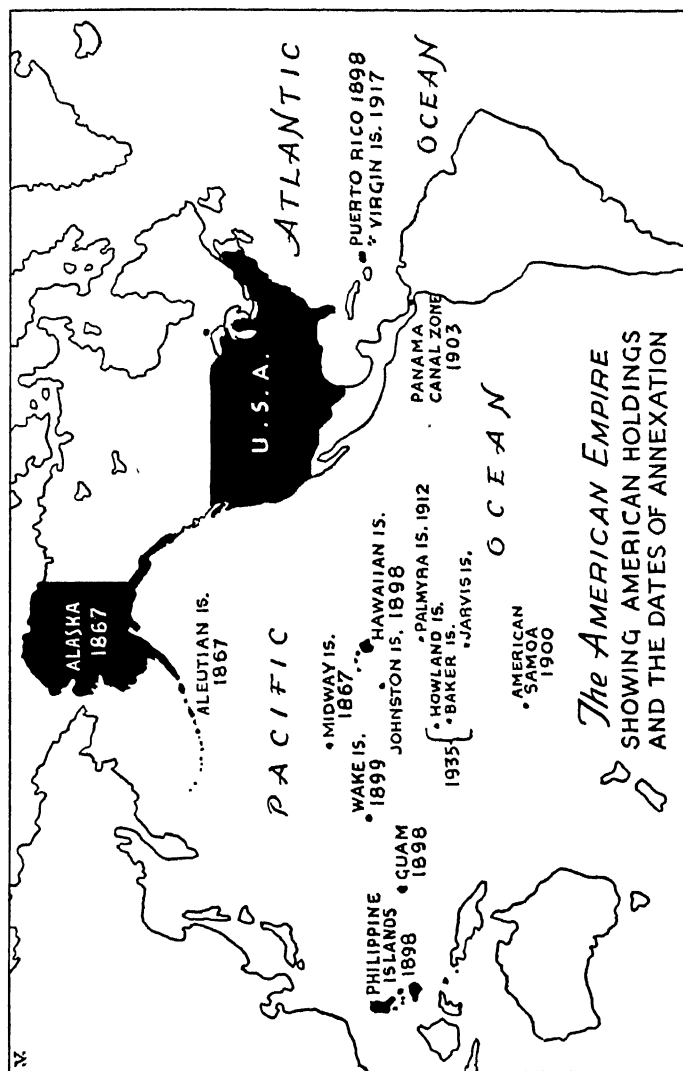 ATLANTIC
OCEAN
PUERTO RICO 1898
VIRGIN IS. 1917
U.S.A.
PANAMA
CANAL ZONE
1903
ALASKA
1867
ALEUTIAN IS.
1867
PACIFIC
OCEAN
MIDWAY IS.
1867
HAWAIIAN IS.
JOHNSTON IS, 1898
WAKE IS.
1899
PALMYRA IS. 1912
1935
HOWLAND IS.
BAKER IS.
JARVIS IS.
GUAM
1898
PHILIPPINE
ISLANDS
1898
AMERICAN
SAMOA
1900
The AMERICAN EMPIRE
SHOWING AMERICAN HOLDINGS
AND THE DATES OF ANNEXATION